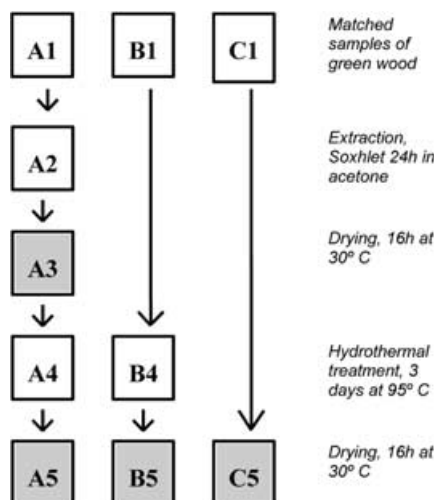 A1 B1 C1
Matched
samples of
green wood
A2
Extraction,
Soxhlet 24h in
acetone
A3
Drying, 16h at
30º C
A4 B4
Hydrothermal
treatment, 3
days at 95º C
A5 B5 C5
Drying, 16h at
30º C